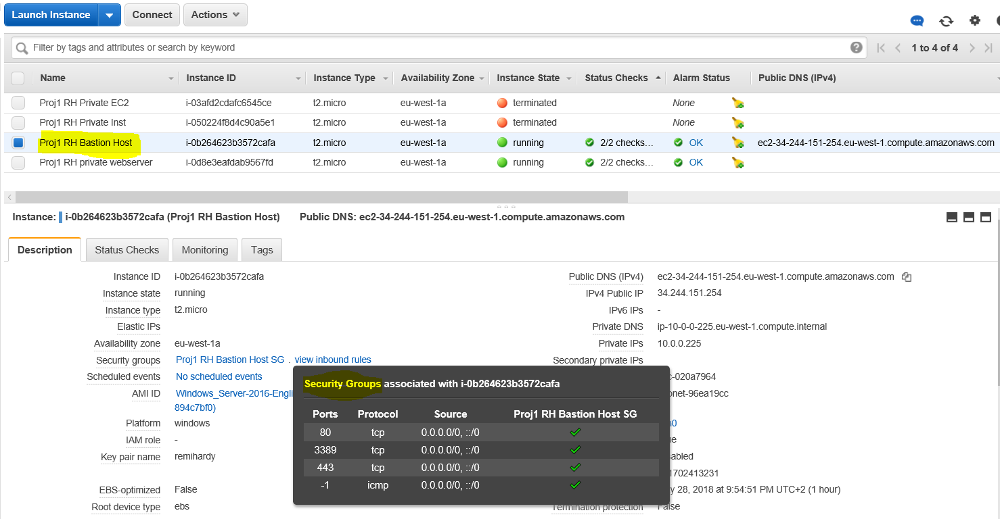 Launch Instance Connect Actions
Filter by tags and attributes or search by keyword 1 to 4 of 4
Name Instance ID Instance Type Availability Zone Instance State Status Checks Alarm Status Public DNS (IPv4)
Proj1 RH Private EC2 i-03afd2cdafc6545ce t2.micro eu-west-1a terminated None
Proj1 RH Private Inst i-050224f8d4c90a5e1 t2.micro eu-west-1a terminated None
Proj1 RH Bastion Host i-0b264623b3572cafa t2.micro eu-west-1a running 2/2 checks… OK ec2-34-244-151-254.eu-west-1.compute.amazonaws.com
Proj1 RH private webserver i-0d8e3eafdab9567fd t2.micro eu-west-1a running 2/2 checks… OK
Instance: i-0b264623b3572cafa (Proj1 RH Bastion Host) Public DNS: ec2-34-244-151-254.eu-west-1.compute.amazonaws.com
Description Status Checks Monitoring Tags
Instance ID i-0b264623b3572cafa Public DNS (IPv4) ec2-34-244-151-254.eu-west-1.compute.amazonaws.com
Instance state running IPv4 Public IP 34.244.151.254
Instance type t2.micro IPv6 IPs -
Elastic IPs Private DNS ip-10-0-0-225.eu-west-1.compute.internal
Availability zone eu-west-1a Private IPs 10.0.0.225
Security groups Proj1 RH Bastion Host SG . view inbound rules Secondary private IPs
Scheduled events No scheduled events c-020a7964
AMI ID Windows_Server-2016-Engli net-96ea19cc
894c7bf0)
Platform windows n0
IAM role - ue
Key pair name remihardy abled
1702413231
EBS-optimized False y 28, 2018 at 9:54:51 PM UTC+2 (1 hour)
Root device type ebs Termination protection False
Security Groups associated with i-0b264623b3572cafa
Ports Protocol Source Proj1 RH Bastion Host SG
80 tcp 0.0.0.0/0, ::/0
3389 tcp 0.0.0.0/0, ::/0
443 tcp 0.0.0.0/0, ::/0
-1 icmp 0.0.0.0/0, ::/0